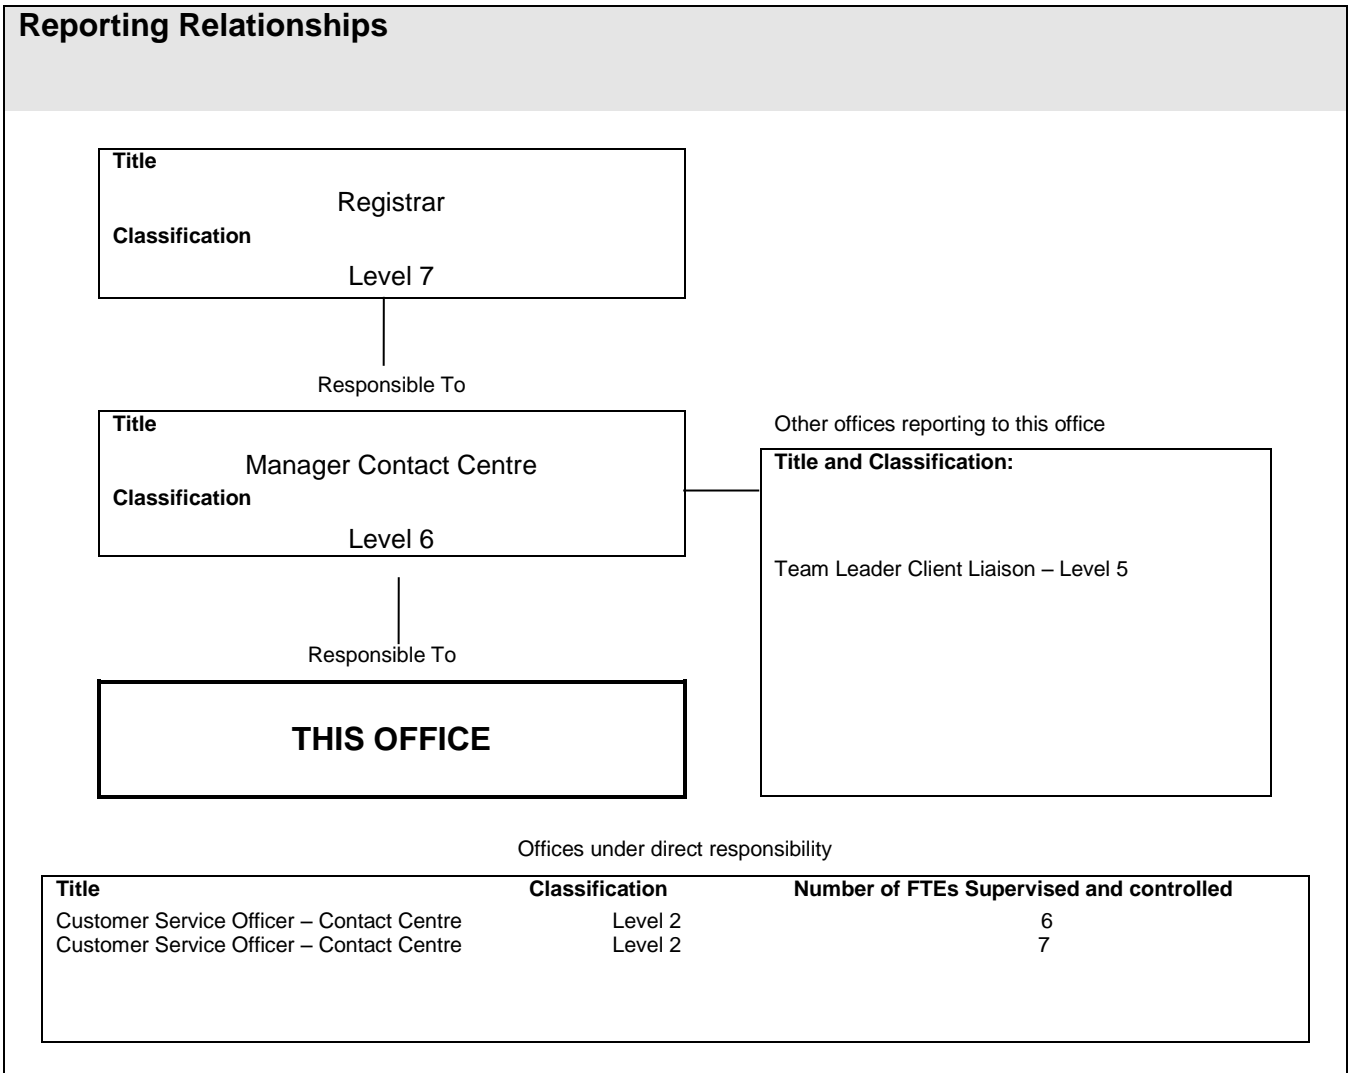 Reporting Relationships
Title
Registrar
Classification
Level 7
Responsible To
Title
Manager Contact Centre
Classification
Level 6
Other offices reporting to this office
Title and Classification:
Team Leader Client Liaison – Level 5
Responsible To
THIS OFFICE
Offices under direct responsibility
Title Classification Number of FTEs Supervised and controlled
Customer Service Officer – Contact Centre Level 2 6
Customer Service Officer – Contact Centre Level 2 7